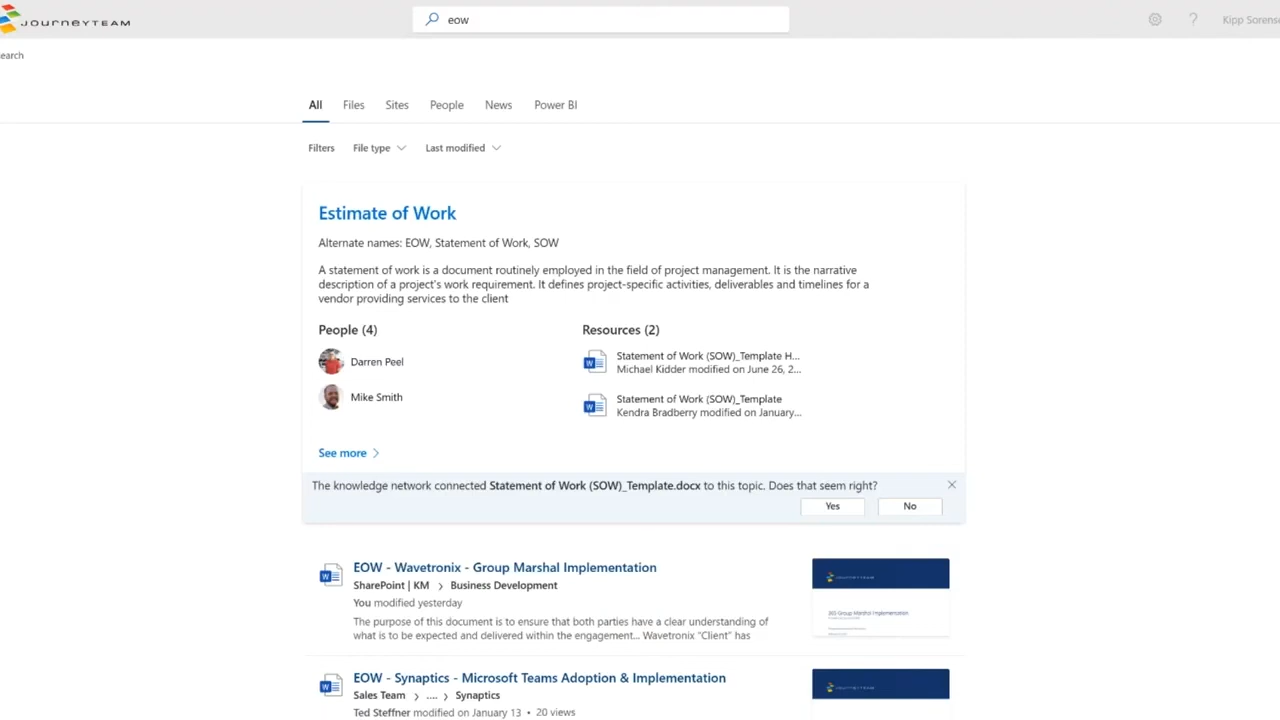 JOURNEYTEAM
eow
Kipp Sorens
earch
All Files Sites People News Power BI
Filters File type Last modified
Estimate of Work
Alternate names: EOW, Statement of Work, SOW
A statement of work is a document routinely employed in the field of project management. It is the narrative
description of a project's work requirement. It defines project-specific activities, deliverables and timelines for a
vendor providing services to the client
People (4)
Darren Peel
Mike Smith
Resources (2)
Statement of Work (SOW)_Template H...
Michael Kidder modified on June 26, 2...
Statement of Work (SOW)_Template
Kendra Bradberry modified on January...
See more
The knowledge network connected Statement of Work (SOW)_Template.docx to this topic. Does that seem right?
Yes No
EOW - Wavetronix - Group Marshal Implementation
SharePoint | KM > Business Development
You modified yesterday
The purpose of this document is to ensure that both parties have a clear understanding of
what is to be expected and delivered within the engagement... Wavetronix "Client" has
JOURNEYTEAM
365 Group Marshal Implementation
EOW - Synaptics - Microsoft Teams Adoption & Implementation
Sales Team > .... > Synaptics
Ted Steffner modified on January 13 • 20 views
JOURNEYTEAM